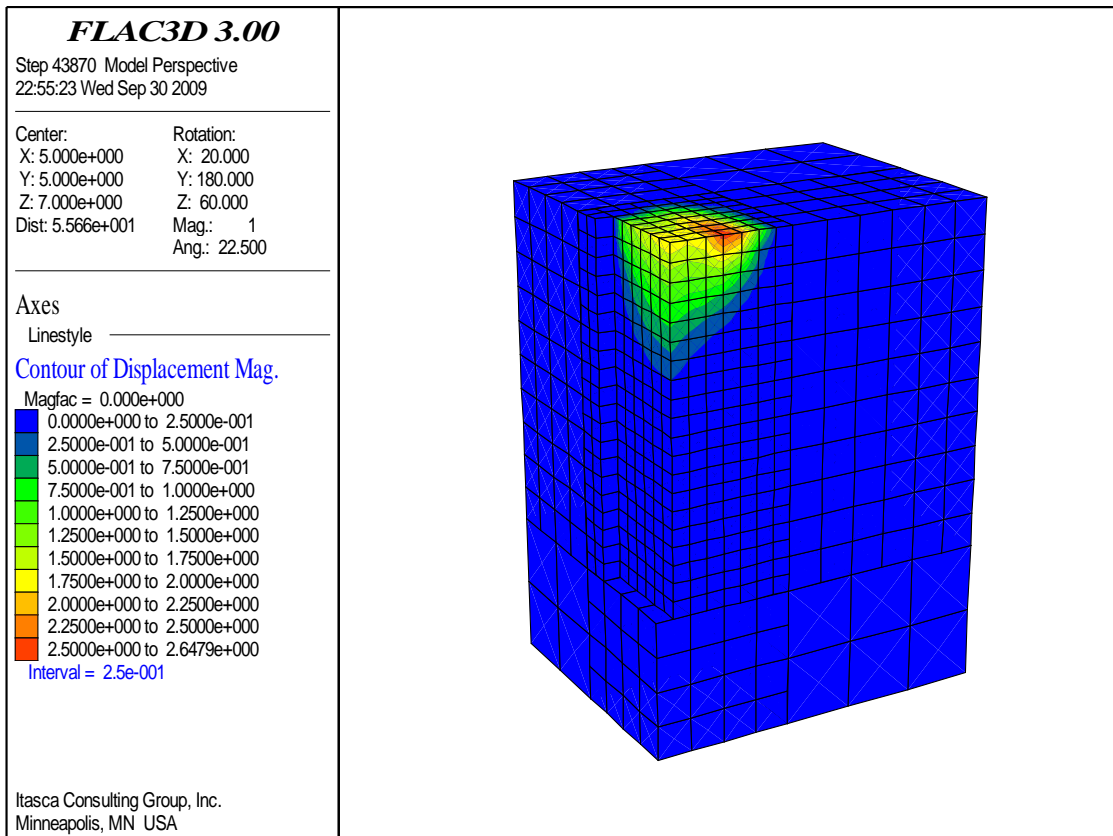 FLAC3D 3.00
Step 43870 Model Perspective
22:55:23 Wed Sep 30 2009
Center:
X: 5.000e+000
Y: 5.000e+000
Z: 7.000e+000
Dist: 5.566e+001
Rotation:
X: 20.000
Y: 180.000
Z: 60.000
Mag.: 1
Ang.: 22.500
Axes
Linestyle
Contour of Displacement Mag.
Magfac = 0.000e+000
0.0000e+000 to 2.5000e-001
2.5000e-001 to 5.0000e-001
5.0000e-001 to 7.5000e-001
7.5000e-001 to 1.0000e+000
1.0000e+000 to 1.2500e+000
1.2500e+000 to 1.5000e+000
1.5000e+000 to 1.7500e+000
1.7500e+000 to 2.0000e+000
2.0000e+000 to 2.2500e+000
2.2500e+000 to 2.5000e+000
2.5000e+000 to 2.6479e+000
Interval = 2.5e-001
Itasca Consulting Group, Inc.
Minneapolis, MN USA